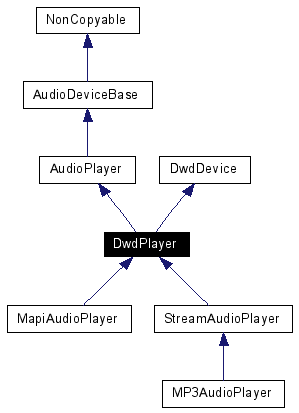 NonCopyable
AudioDeviceBase
AudioPlayer
DwdDevice
DwdPlayer
MapiAudioPlayer
StreamAudioPlayer
MP3AudioPlayer